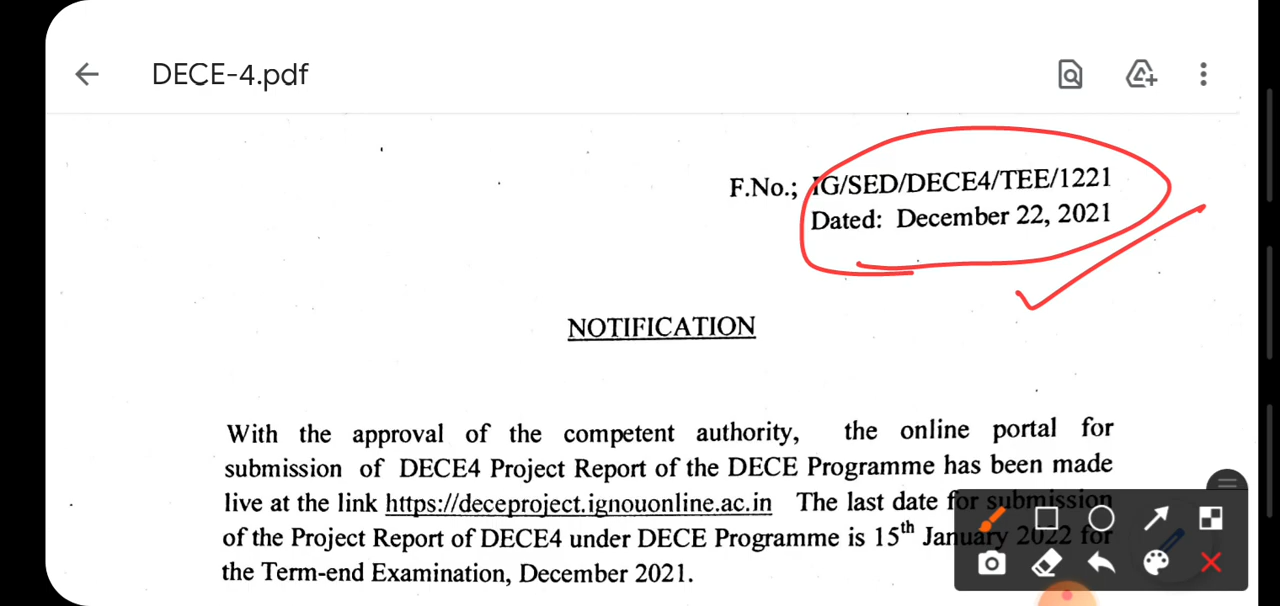 DECE-4.pdf
F.No.; IG/SED/DECE4/TEE/1221
Dated: December 22, 2021
NOTIFICATION
With the approval of the competent authority, the online portal for
submission of DECE4 Project Report of the DECE Programme has been made
live at the link https://deceproject.ignouonline.ac.in The last date for submission
of the Project Report of DECE4 under DECE Programme is 15th January 2022 for
the Term-end Examination, December 2021.